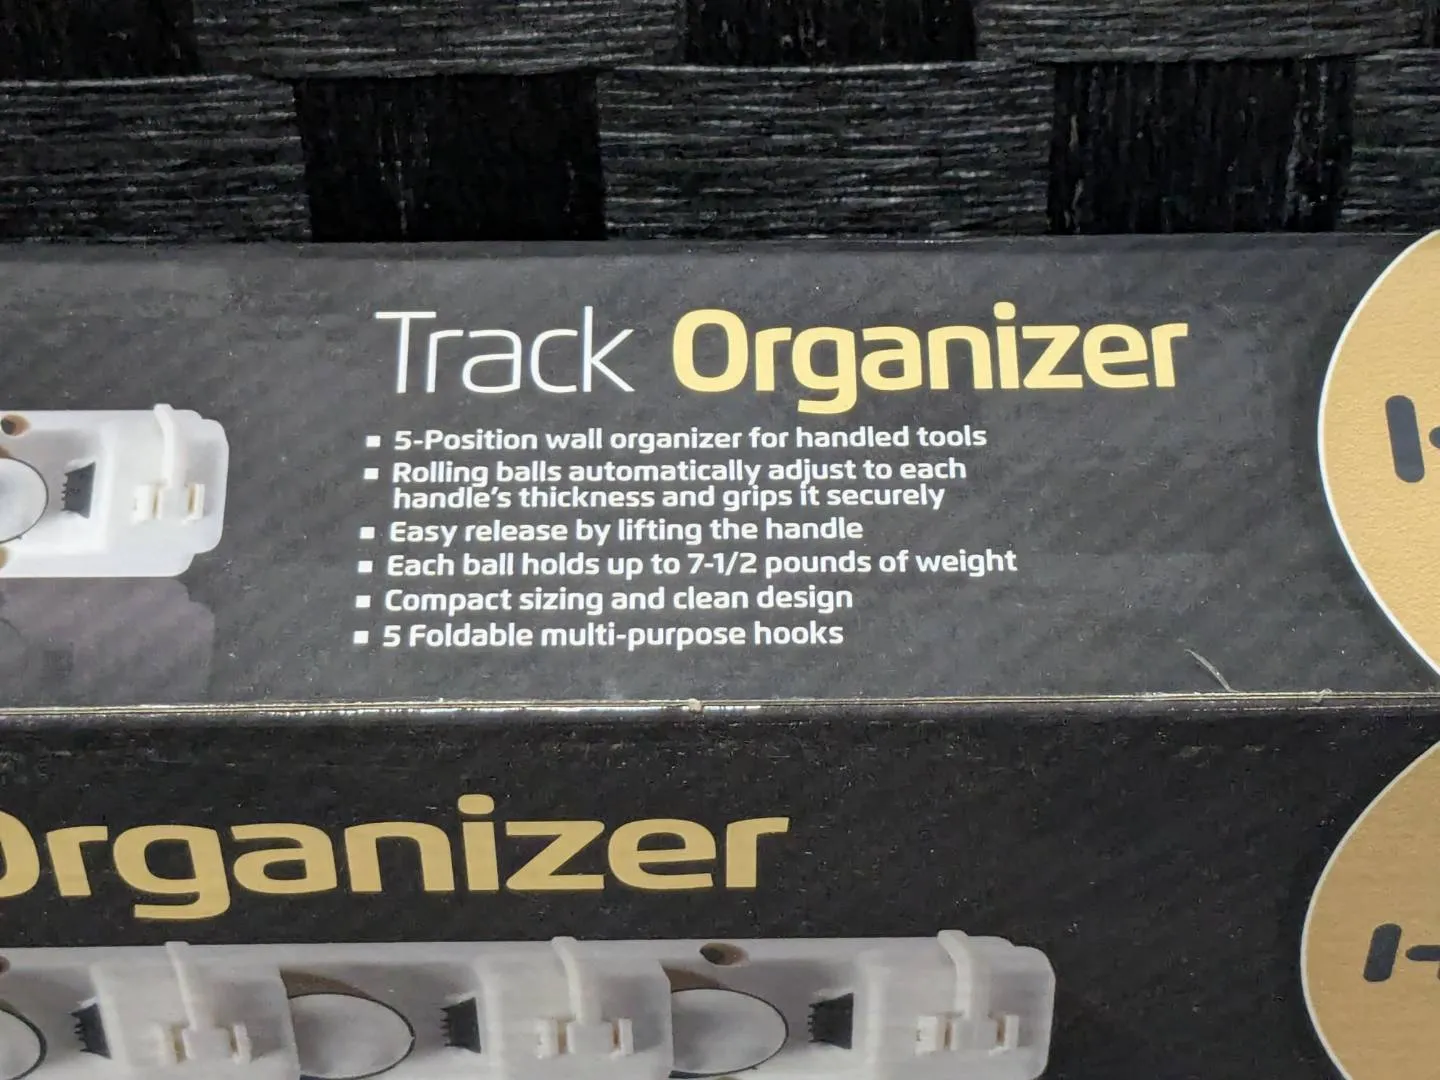 Track Organizer
▪ 5-Position wall organizer for handled tools
▪ Rolling balls automatically adjust to each
handle's thickness and grips it securely
▪ Easy release by lifting the handle
▪ Each ball holds up to 7-1/2 pounds of weight
▪ Compact sizing and clean design
▪ 5 Foldable multi-purpose hooks
Organizer